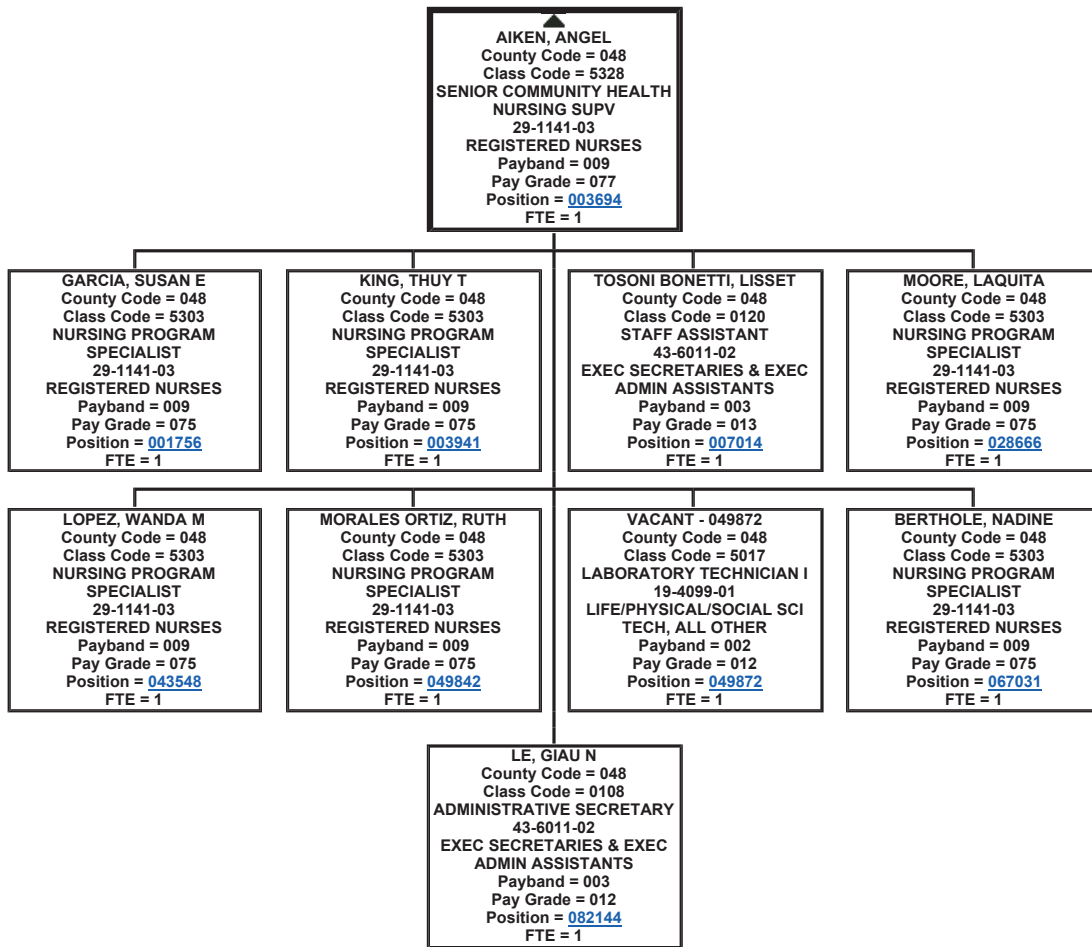 AIKEN, ANGEL
County Code = 048
Class Code = 5328
SENIOR COMMUNITY HEALTH
NURSING SUPV
29-1141-03
REGISTERED NURSES
Payband = 009
Pay Grade = 077
Position = 003694
FTE = 1
GARCIA, SUSAN E
County Code = 048
Class Code = 5303
NURSING PROGRAM
SPECIALIST
29-1141-03
REGISTERED NURSES
Payband = 009
Pay Grade = 075
Position = 001756
FTE = 1
KING, THUY T
County Code = 048
Class Code = 5303
NURSING PROGRAM
SPECIALIST
29-1141-03
REGISTERED NURSES
Payband = 009
Pay Grade = 075
Position = 003941
FTE = 1
TOSONI BONETTI, LISSET
County Code = 048
Class Code = 0120
STAFF ASSISTANT
43-6011-02
EXEC SECRETARIES & EXEC
ADMIN ASSISTANTS
Payband = 003
Pay Grade = 013
Position = 007014
FTE = 1
MOORE, LAQUITA
County Code = 048
Class Code = 5303
NURSING PROGRAM
SPECIALIST
29-1141-03
REGISTERED NURSES
Payband = 009
Pay Grade = 075
Position = 028666
FTE = 1
LOPEZ, WANDA M
County Code = 048
Class Code = 5303
NURSING PROGRAM
SPECIALIST
29-1141-03
REGISTERED NURSES
Payband = 009
Pay Grade = 075
Position = 043548
FTE = 1
MORALES ORTIZ, RUTH
County Code = 048
Class Code = 5303
NURSING PROGRAM
SPECIALIST
29-1141-03
REGISTERED NURSES
Payband = 009
Pay Grade = 075
Position = 049842
FTE = 1
VACANT - 049872
County Code = 048
Class Code = 5017
LABORATORY TECHNICIAN I
19-4099-01
LIFE/PHYSICAL/SOCIAL SCI
TECH, ALL OTHER
Payband = 002
Pay Grade = 012
Position = 049872
FTE = 1
BERTHOLE, NADINE
County Code = 048
Class Code = 5303
NURSING PROGRAM
SPECIALIST
29-1141-03
REGISTERED NURSES
Payband = 009
Pay Grade = 075
Position = 067031
FTE = 1
LE, GIAU N
County Code = 048
Class Code = 0108
ADMINISTRATIVE SECRETARY
43-6011-02
EXEC SECRETARIES & EXEC
ADMIN ASSISTANTS
Payband = 003
Pay Grade = 012
Position = 082144
FTE = 1